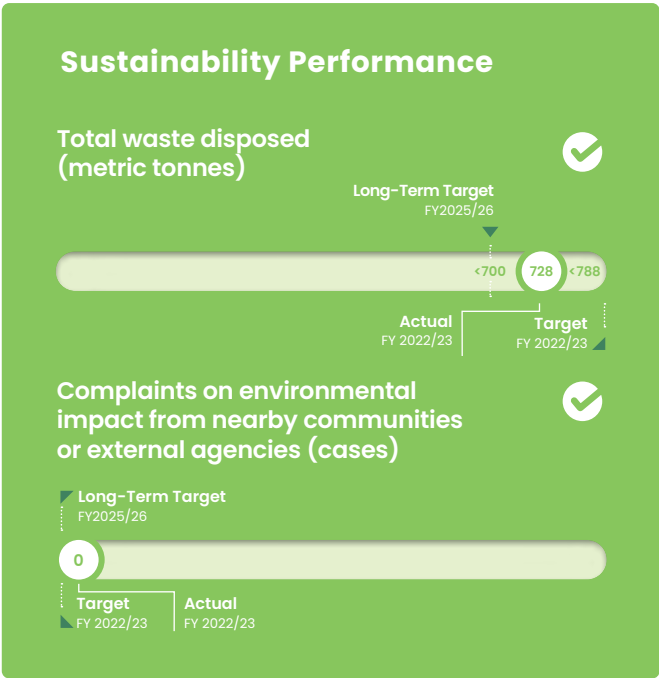 Sustainability Performance
Total waste disposed
(metric tonnes)
Long-Term Target
FY2025/26
<700
728
<788
Actual
FY 2022/23
Target
FY 2022/23
Complaints on environmental
impact from nearby communities
or external agencies (cases)
Long-Term Target
FY2025/26
0
Target
FY 2022/23
Actual
FY 2022/23